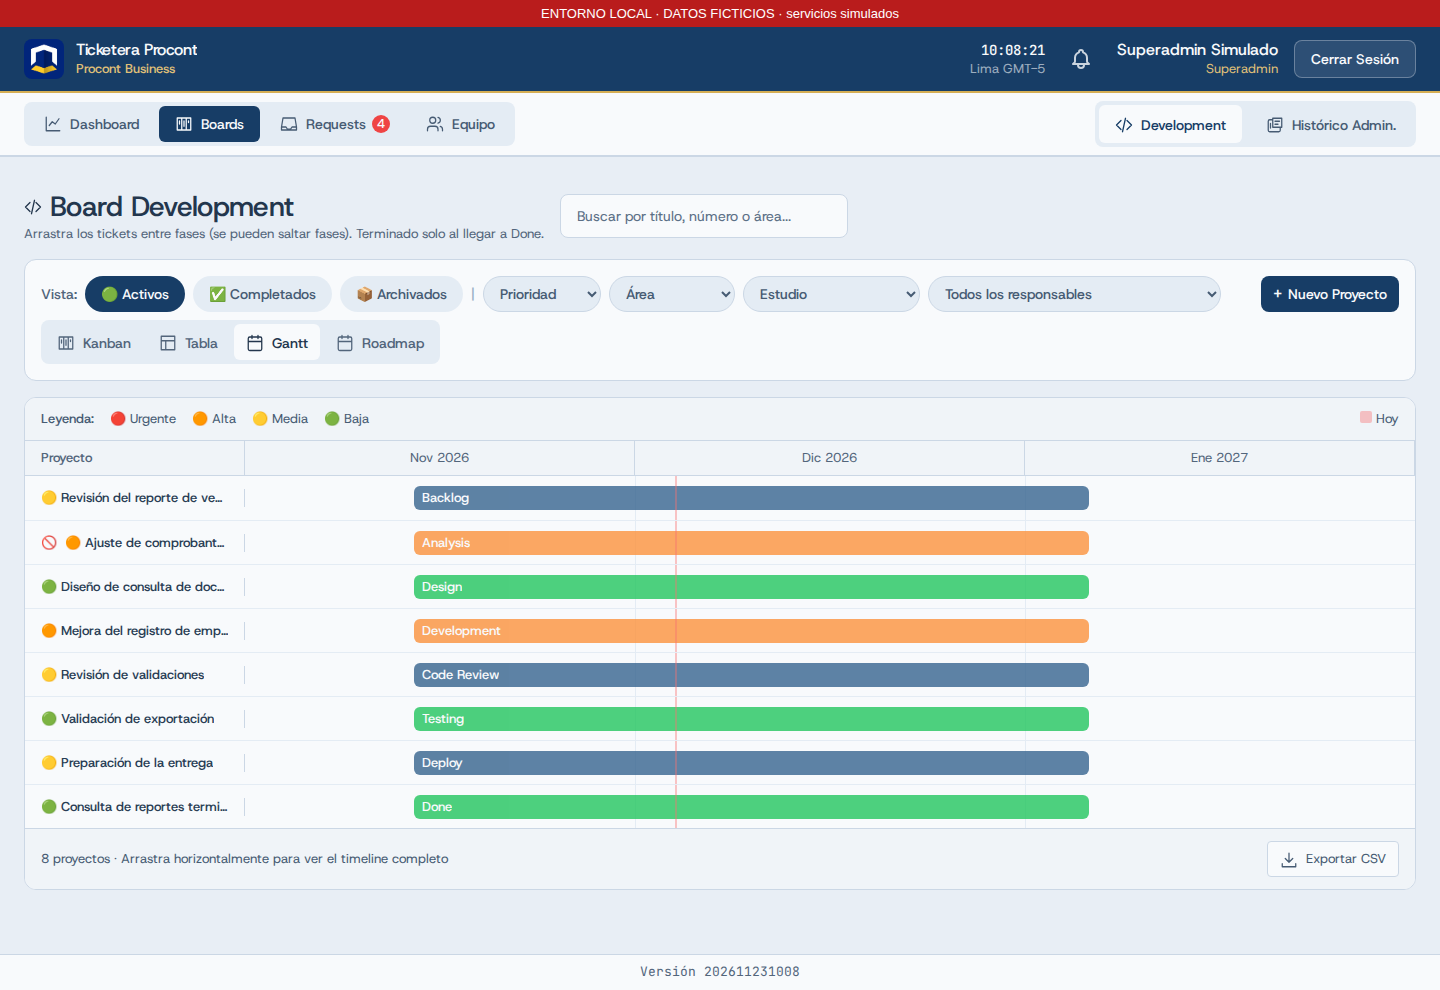 ENTORNO LOCAL · DATOS FICTICIOS · servicios simulados
Ticketera Procont
Procont Business
10:08:21
Lima GMT-5
Superadmin Simulado
Superadmin
Cerrar Sesión
Dashboard
Boards
Requests 4
Equipo
Development
Histórico Admin.
Board Development
Arrastra los tickets entre fases (se pueden saltar fases). Terminado solo al llegar a Done.
Buscar por título, número o área...
Vista:
Activos
Completados
Archivados
|
Prioridad
Área
Estudio
Todos los responsables
+ Nuevo Proyecto
Kanban
Tabla
Gantt
Roadmap
Leyenda:
Urgente
Alta
Media
Baja
Hoy
Proyecto
Nov 2026
Dic 2026
Ene 2027
Revisión del reporte de ve...
Backlog
Ajuste de comprobant...
Analysis
Diseño de consulta de doc...
Design
Mejora del registro de emp...
Development
Revisión de validaciones
Code Review
Validación de exportación
Testing
Preparación de la entrega
Deploy
Consulta de reportes termi...
Done
8 proyectos · Arrastra horizontalmente para ver el timeline completo
Exportar CSV
Versión 202611231008